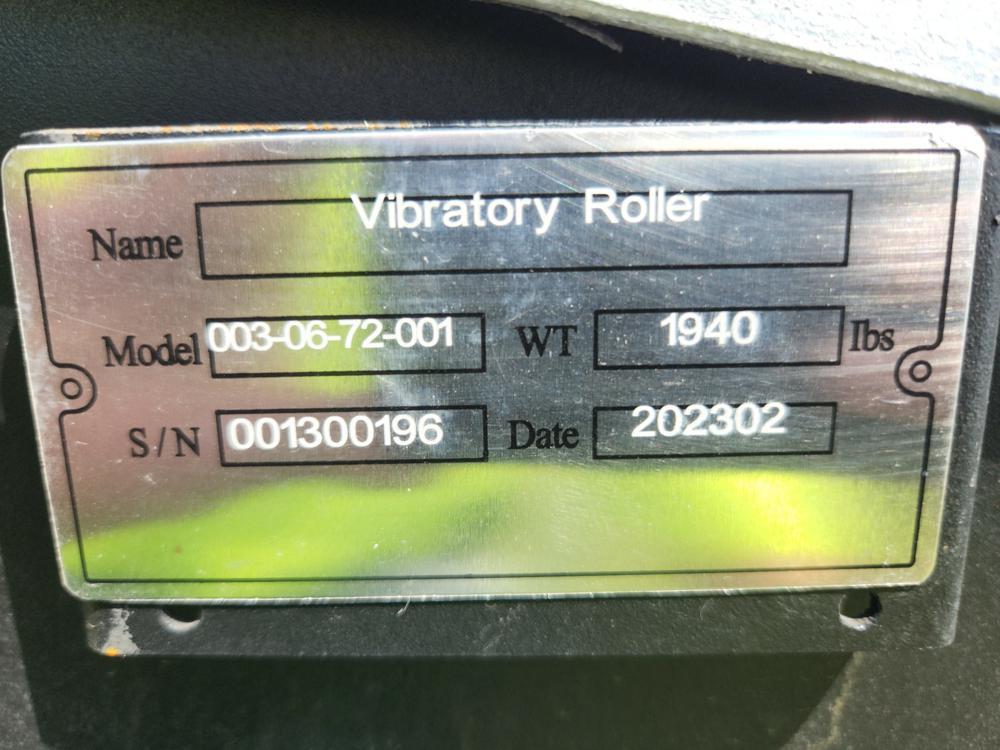 Name Vibratory Roller
Model 003-06-72-001 WT 1940 lbs
S/N 001300196 Date 202302